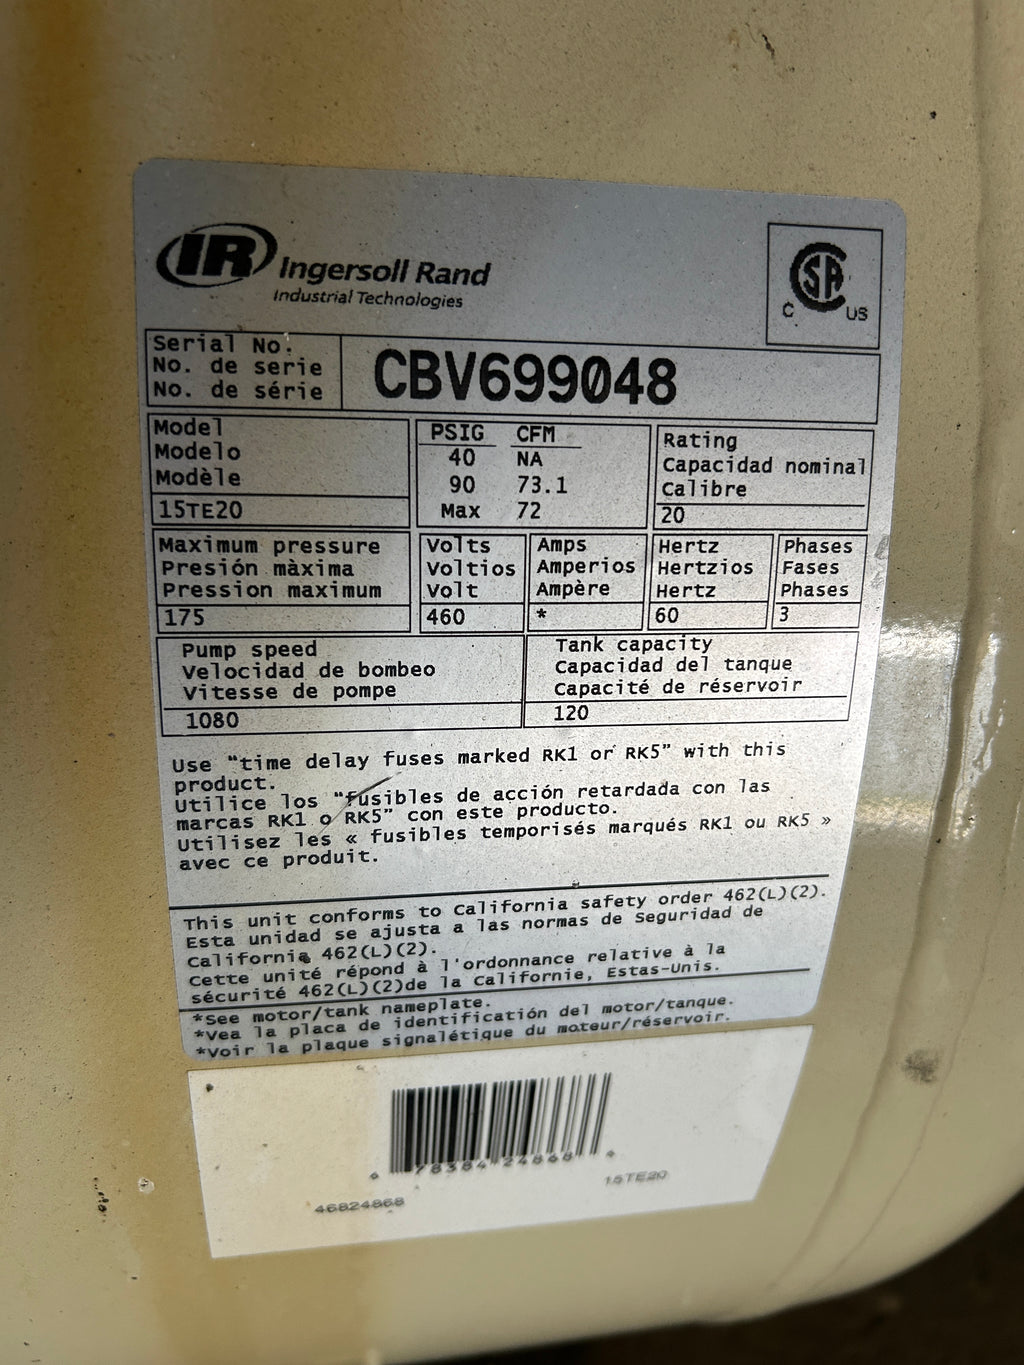 IR Ingersoll Rand
Industrial Technologies
CSA
C US
Serial No.
No. de serie
No. de série
CBV699048
Model
Modelo
Modèle
15TE20
PSIG CFM
40 NA
90 73.1
Max 72
Rating
Capacidad nominal
Calibre
20
Maximum pressure
Presión màxima
Pression maximum
175
Volts
Voltios
Volt
460
Amps
Amperios
Ampère
*
Hertz
Hertzios
Hertz
60
Phases
Fases
Phases
3
Pump speed
Velocidad de bombeo
Vitesse de pompe
1080
Tank capacity
Capacidad del tanque
Capacité de réservoir
120
Use "time delay fuses marked RK1 or RK5" with this
product.
Utilice los "fusibles de acción retardada con las
marcas RK1 o RK5" con este producto.
Utilisez les « fusibles temporisés marqués RK1 ou RK5 »
avec ce produit.
This unit conforms to California safety order 462(L)(2).
Esta unidad se ajusta a las normas de Seguridad de
California 462(L)(2).
Cette unité répond à l'ordonnance relative à la
sécurité 462(L)(2)de la Californie, Estas-Unis.
*See motor/tank nameplate.
*Vea la placa de identificación del motor/tanque.
*Voir la plaque signalétique du moteur/réservoir.
46824868
15TE20